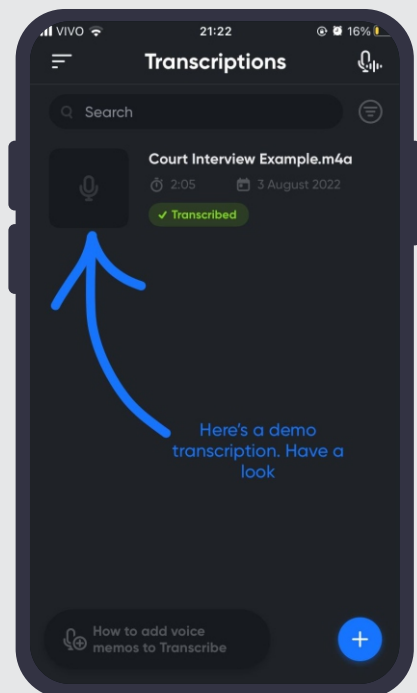 VIVO 21:22 16%
Transcriptions
Search
Court Interview Example.m4a
2:05 3 August 2022
✓ Transcribed
Here's a demo
transcription. Have a
look
How to add voice
memos to Transcribe